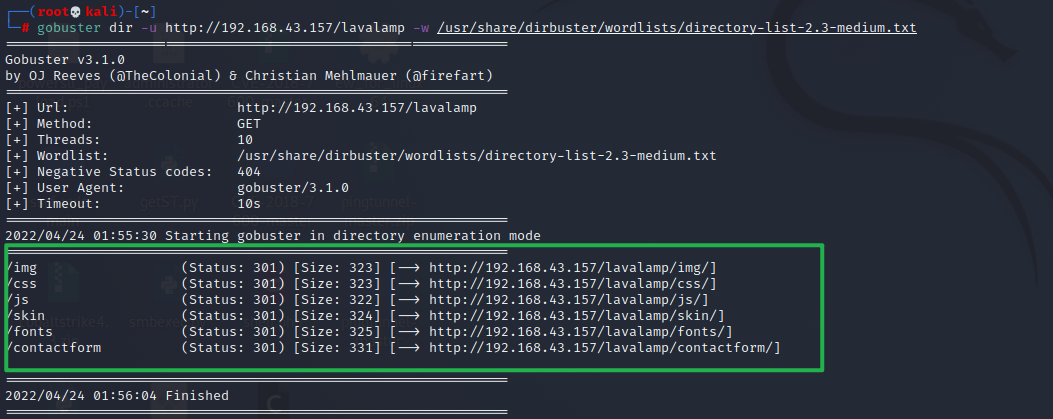 ┌──(root💀kali)-[~]
└─# gobuster dir -u http://192.168.43.157/lavalamp -w /usr/share/dirbuster/wordlists/directory-list-2.3-medium.txt
===============================================================
Gobuster v3.1.0
by OJ Reeves (@TheColonial) & Christian Mehlmauer (@firefart)
===============================================================
[+] Url:                     http://192.168.43.157/lavalamp
[+] Method:                  GET
[+] Threads:                 10
[+] Wordlist:                /usr/share/dirbuster/wordlists/directory-list-2.3-medium.txt
[+] Negative Status codes:   404
[+] User Agent:              gobuster/3.1.0
[+] Timeout:                 10s
===============================================================
2022/04/24 01:55:30 Starting gobuster in directory enumeration mode
===============================================================
/img                  (Status: 301) [Size: 323] [--> http://192.168.43.157/lavalamp/img/]
/css                  (Status: 301) [Size: 323] [--> http://192.168.43.157/lavalamp/css/]
/js                   (Status: 301) [Size: 322] [--> http://192.168.43.157/lavalamp/js/]
/skin                 (Status: 301) [Size: 324] [--> http://192.168.43.157/lavalamp/skin/]
/fonts                (Status: 301) [Size: 325] [--> http://192.168.43.157/lavalamp/fonts/]
/contactform          (Status: 301) [Size: 331] [--> http://192.168.43.157/lavalamp/contactform/]
===============================================================
2022/04/24 01:56:04 Finished
===============================================================